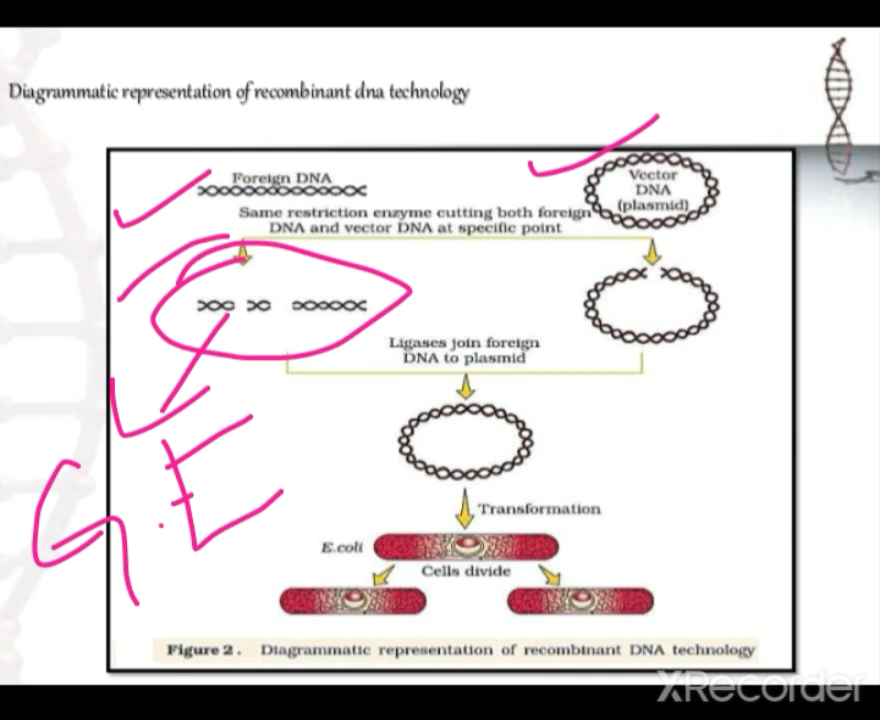 Diagrammatic representation of recombinant dna technology
Foreign DNA
Vector
DNA
(plasmid)
Same restriction enzyme cutting both foreign
DNA and vector DNA at specific point
Ligases join foreign
DNA to plasmid
G.E
Transformation
E.coli
Cells divide
Figure 2. Diagrammatic representation of recombinant DNA technology
XRecorder